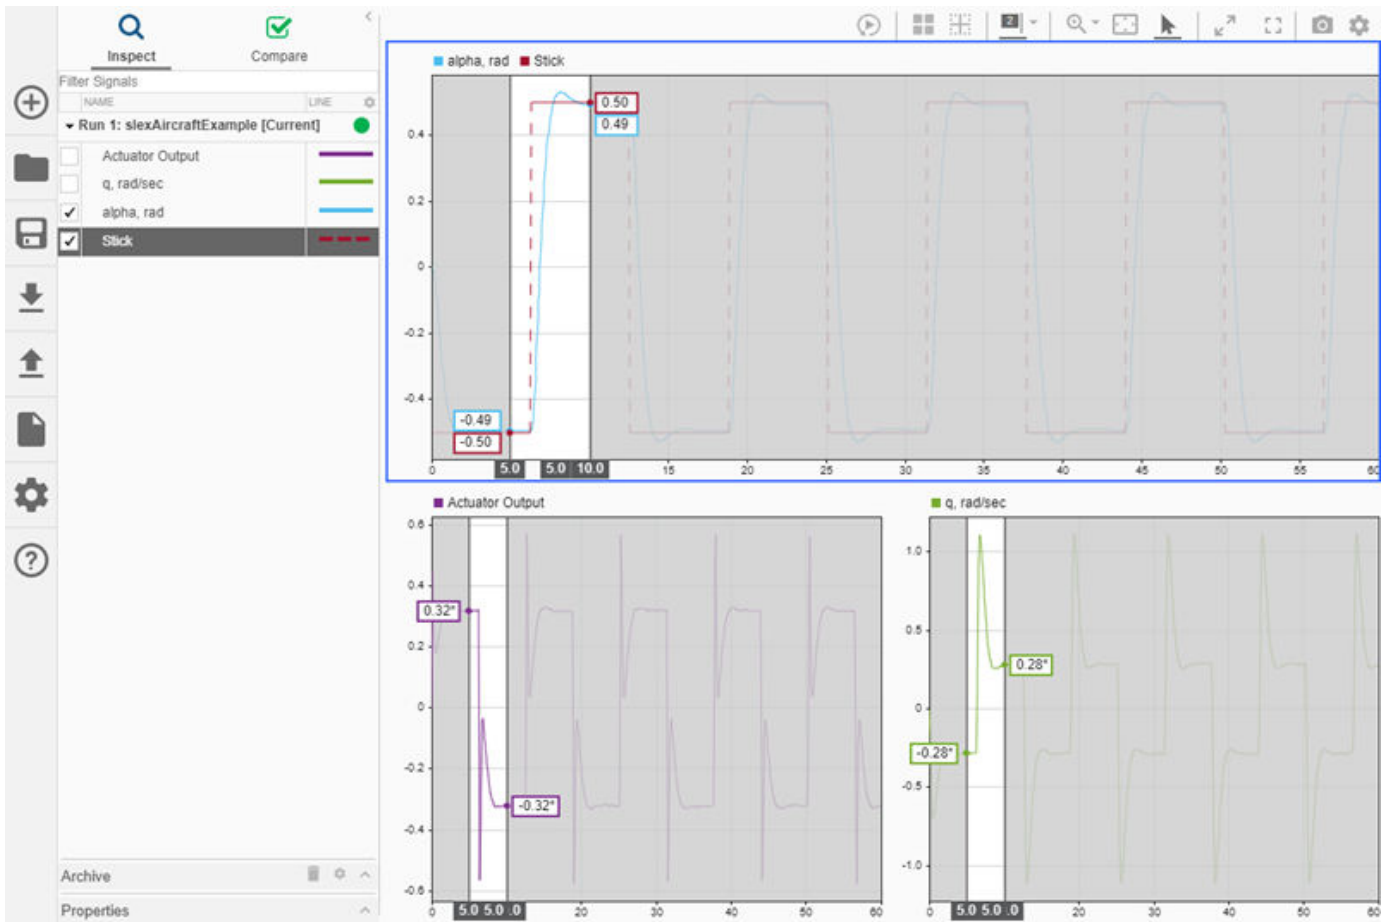 Inspect
Compare
Filter Signals
NAME
LINE
Run 1: slexAircraftExample [Current]
Actuator Output
q, rad/sec
alpha, rad
Stick
Archive
Properties
2
alpha, rad Stick
0.50
0.49
0.4
0.2
0
-0.2
-0.4
-0.49
-0.50
0 5.0 5.0 10.0 15 20 25 30 35 40 45 50 55 60
Actuator Output
0.6
0.4
0.32*
0.2
0
-0.2
-0.32*
-0.4
-0.6
0 5.0 5.0 .0 20 30 40 50 60
q, rad/sec
1.0
0.5
0.28*
0
-0.28*
-0.5
-1.0
0 5.0 5.0 .0 20 30 40 50 60